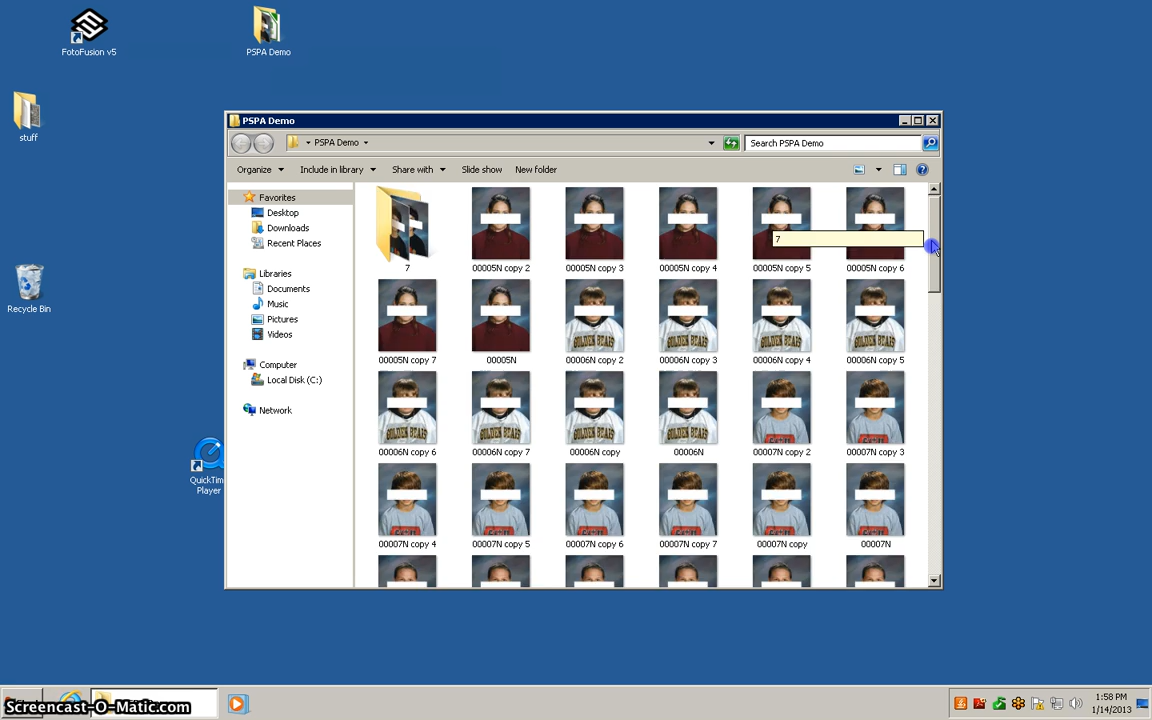 FotoFusion v5
PSPA Demo
stuff
Recycle Bin
QuickTim
Player
PSPA Demo
PSPA Demo
Search PSPA Demo
Organize
Include in library
Share with
Slide show
New folder
Favorites
Desktop
Downloads
Recent Places
Libraries
Documents
Music
Pictures
Videos
Computer
Local Disk (C:)
Network
7
7 00005N copy 2 00005N copy 3 00005N copy 4 00005N copy 5 00005N copy 6
00005N copy 7 00005N 00006N copy 2 00006N copy 3 00006N copy 4 00006N copy 5
GOLDEN BEARS
00006N copy 6 00006N copy 7 00006N copy 00006N 00007N copy 2 00007N copy 3
00007N copy 4 00007N copy 5 00007N copy 6 00007N copy 7 00007N copy 00007N
Screencast-O-Matic.com
1:58 PM
1/14/2013